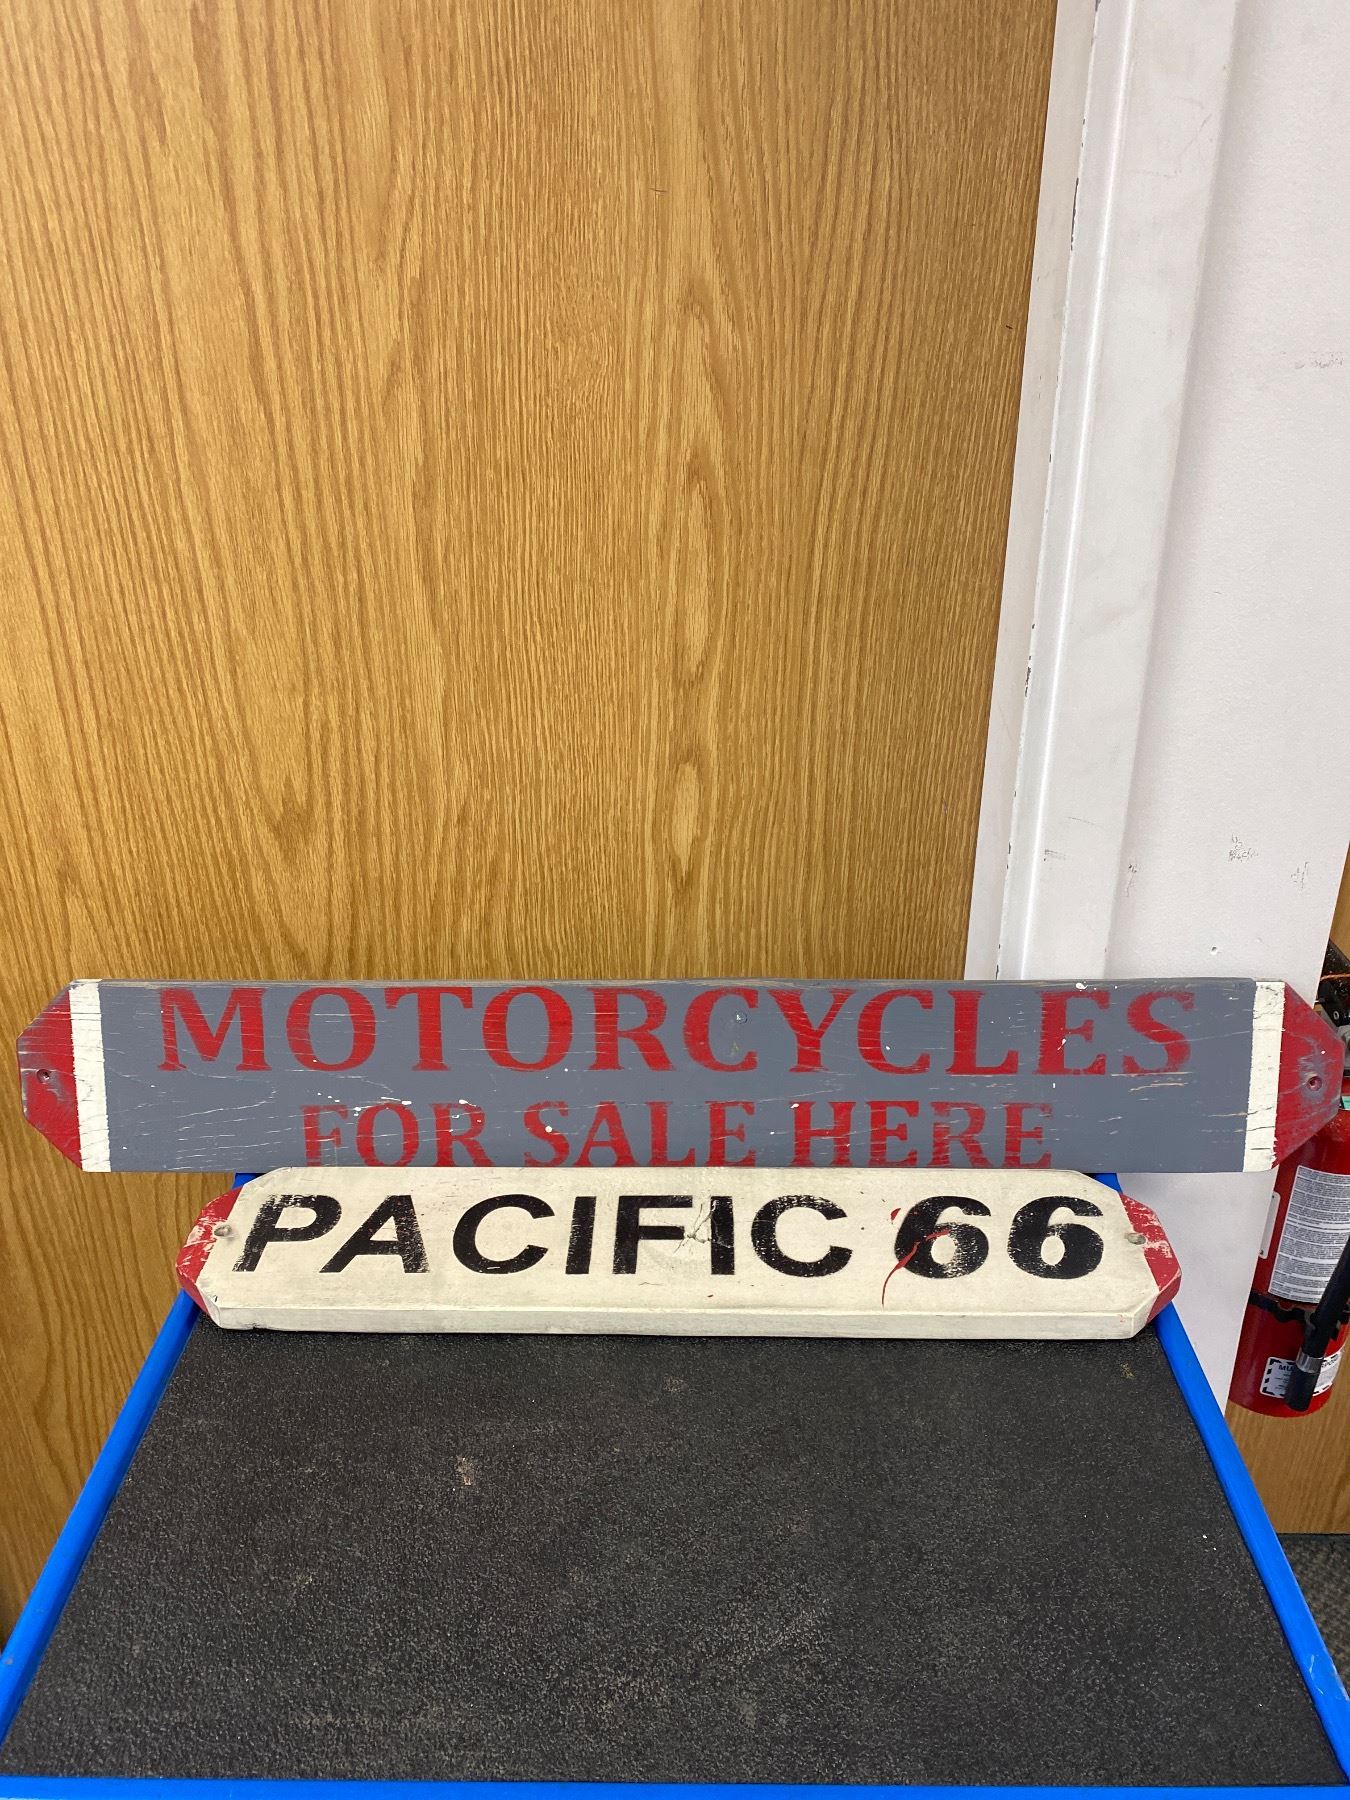 MOTORCYCLES
FOR SALE HERE
PACIFIC 66